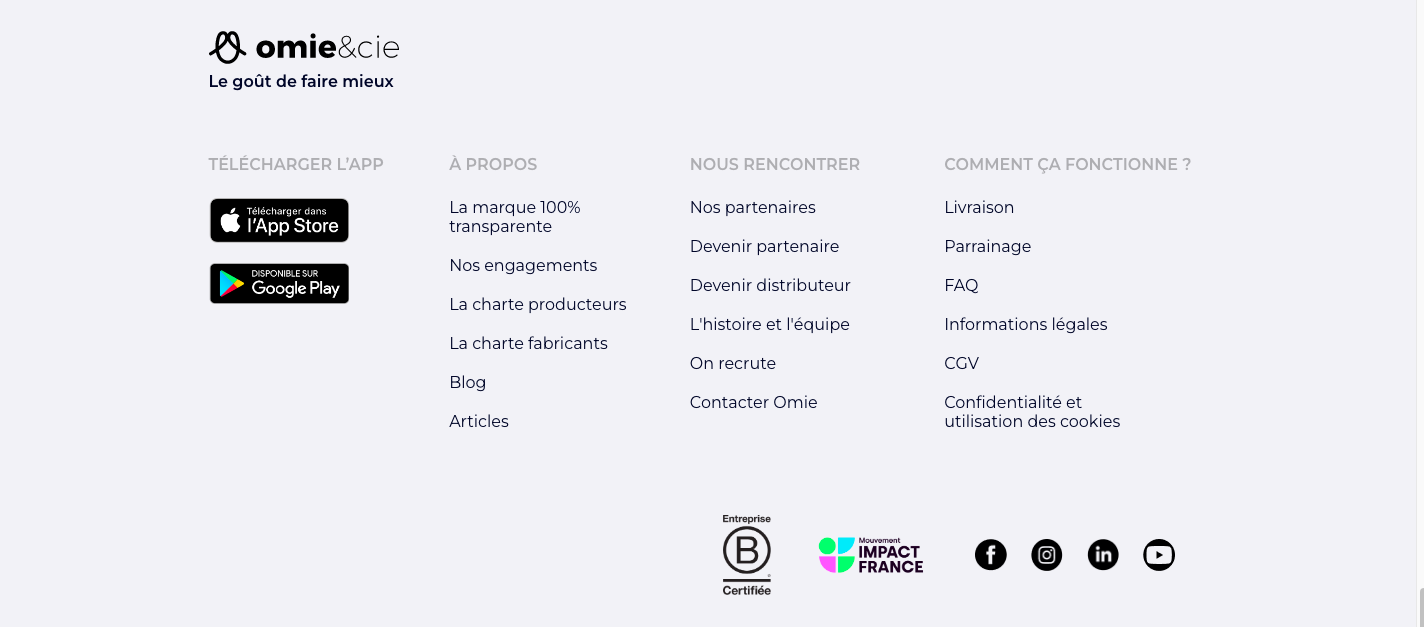 omie&cie
Le goût de faire mieux
TÉLÉCHARGER L’APP
Télécharger dans
l’App Store
DISPONIBLE SUR
Google Play
À PROPOS
La marque 100%
transparente
Nos engagements
La charte producteurs
La charte fabricants
Blog
Articles
NOUS RENCONTRER
Nos partenaires
Devenir partenaire
Devenir distributeur
L'histoire et l'équipe
On recrute
Contacter Omie
COMMENT ÇA FONCTIONNE ?
Livraison
Parrainage
FAQ
Informations légales
CGV
Confidentialité et
utilisation des cookies
Entreprise
B
Certifiée
Mouvement
IMPACT
FRANCE
f
in